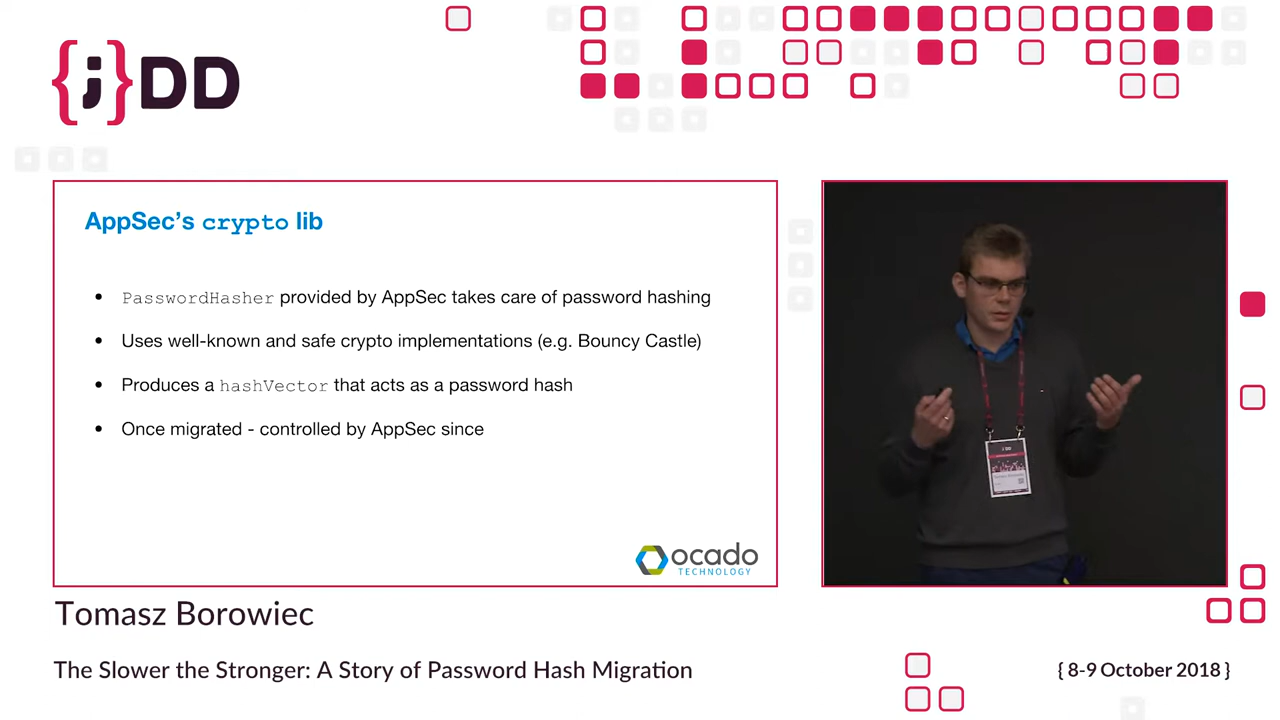 {;}DD
AppSec's crypto lib
• PasswordHasher provided by AppSec takes care of password hashing
• Uses well-known and safe crypto implementations (e.g. Bouncy Castle)
• Produces a hashVector that acts as a password hash
• Once migrated - controlled by AppSec since
ocado
TECHNOLOGY
Tomasz Borowiec
The Slower the Stronger: A Story of Password Hash Migration
{ 8-9 October 2018 }